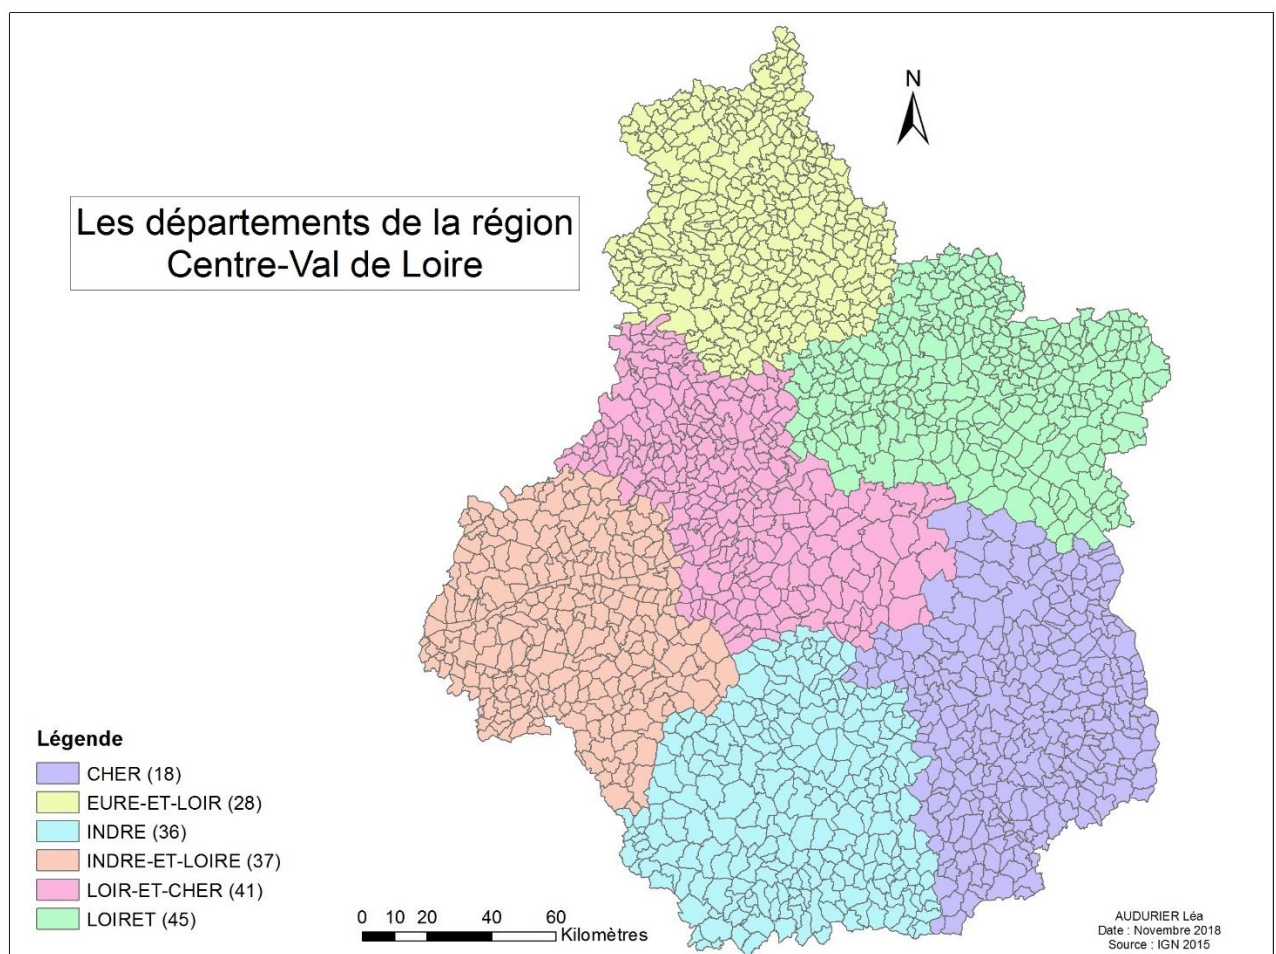 N
Les départements de la région
Centre-Val de Loire
Légende
CHER (18)
EURE-ET-LOIR (28)
INDRE (36)
INDRE-ET-LOIRE (37)
LOIR-ET-CHER (41)
LOIRET (45)
0 10 20 40 60
Kilomètres
AUDURIER Léa
Date : Novembre 2018
Source : IGN 2015